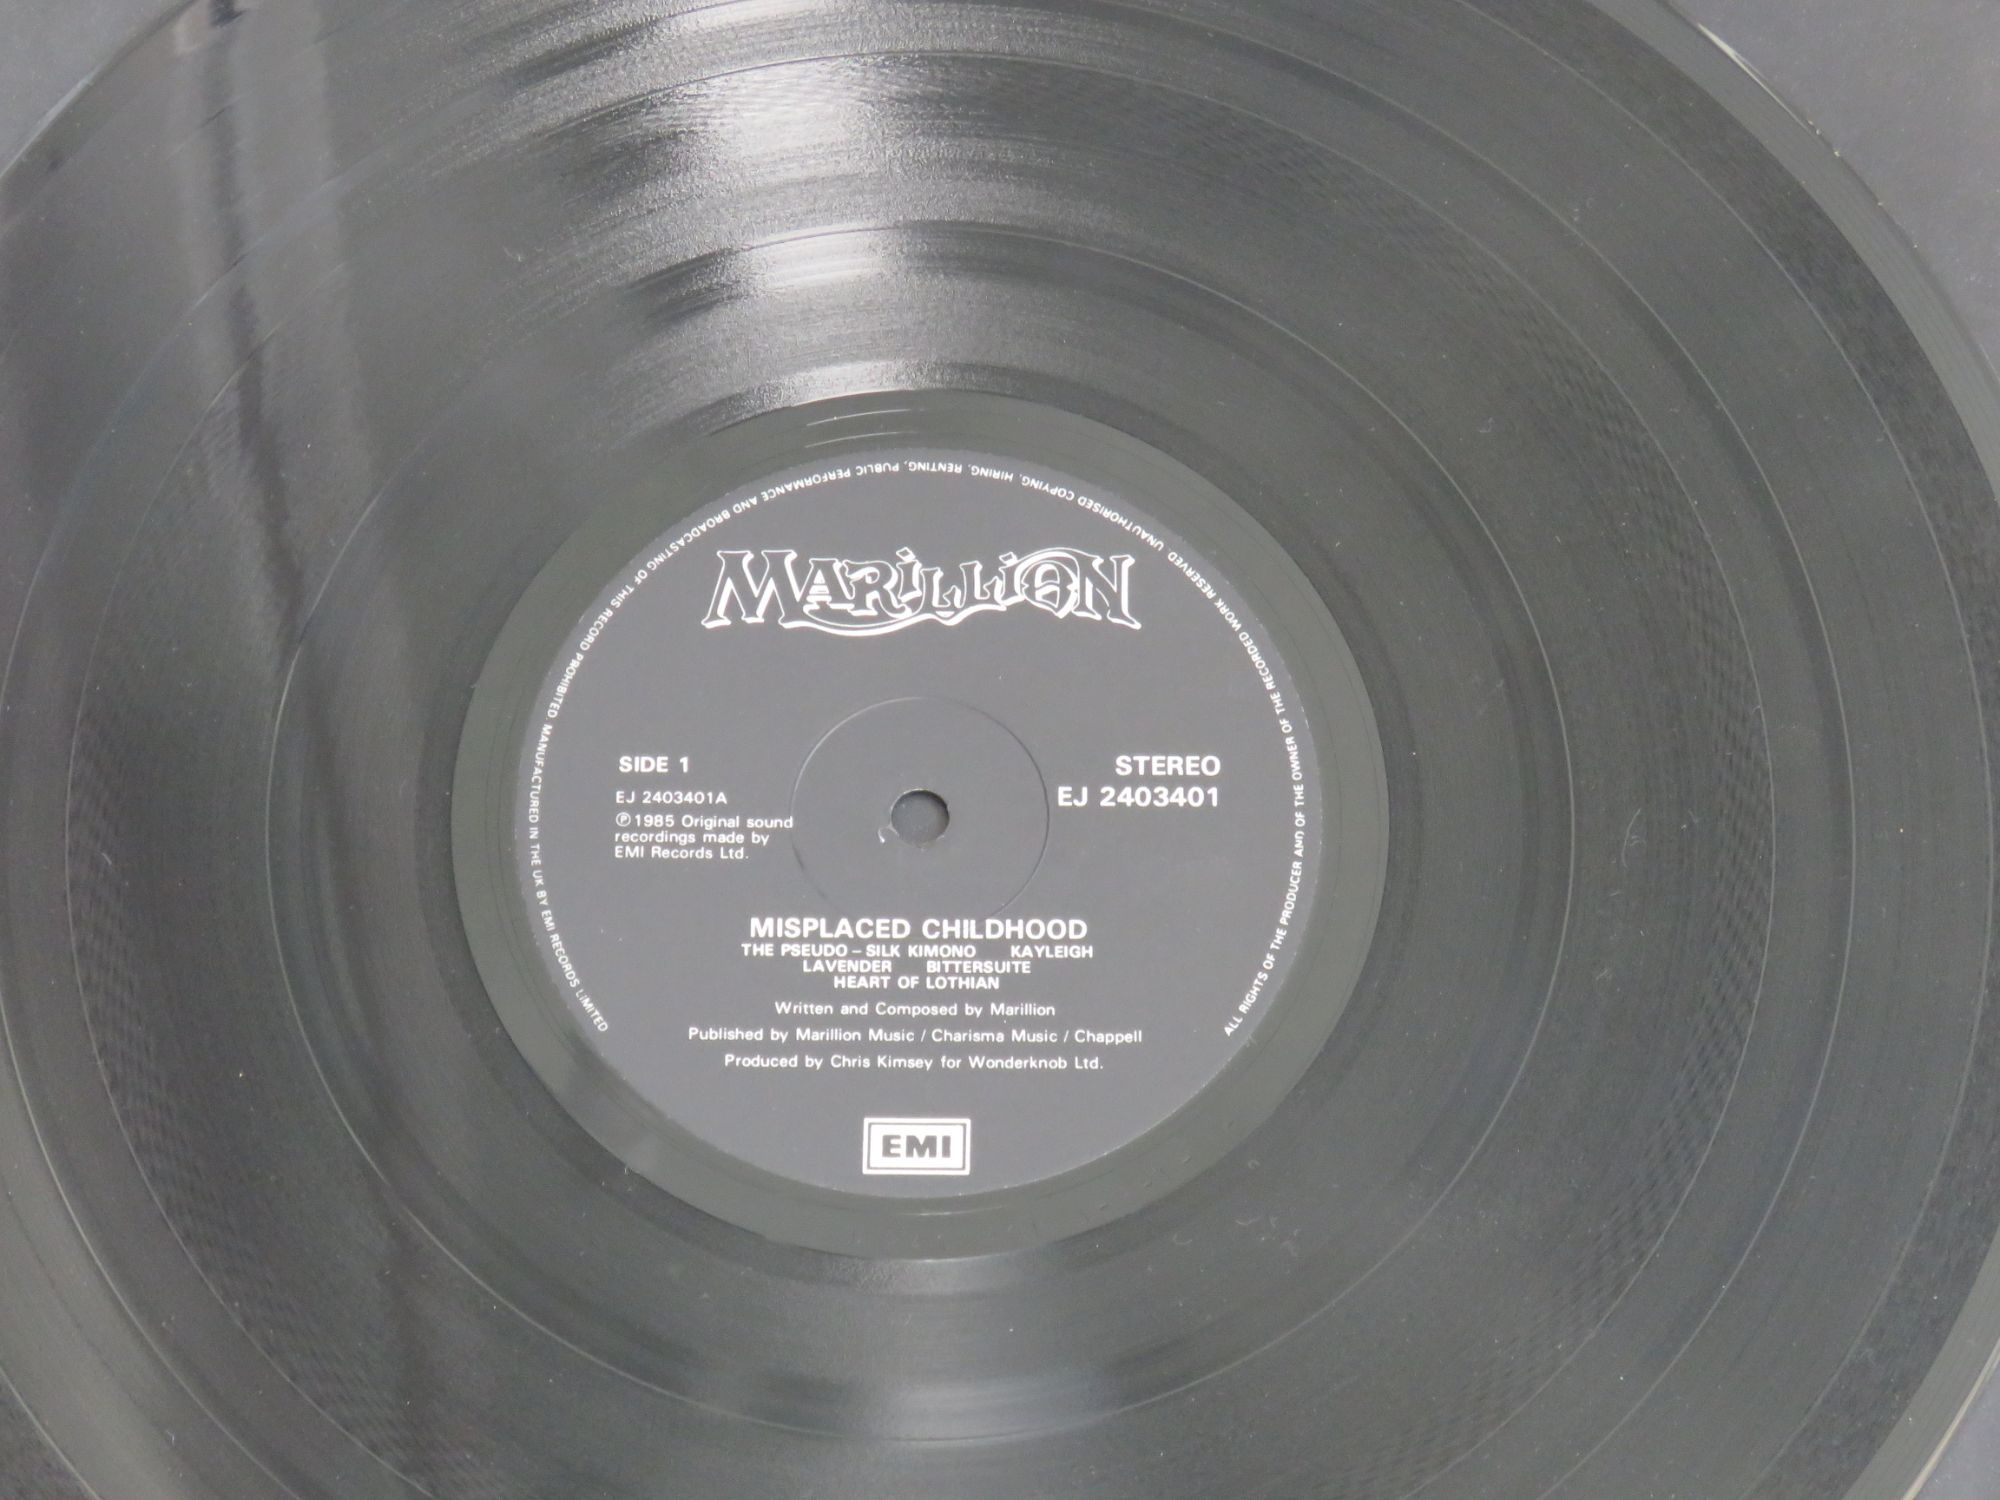 MARILLION
SIDE 1
EJ 2403401A
Ⓟ1985 Original sound
recordings made by
EMI Records Ltd.
STEREO
EJ 2403401
MISPLACED CHILDHOOD
THE PSEUDO – SILK KIMONO KAYLEIGH
LAVENDER BITTERSUITE
HEART OF LOTHIAN
Written and Composed by Marillion
Published by Marillion Music / Charisma Music / Chappell
Produced by Chris Kimsey for Wonderknob Ltd.
EMI
ALL RIGHTS OF THE PRODUCER AND OF THE OWNER OF THE RECORDED WORK RESERVED. UNAUTHORISED COPYING, HIRING, RENTING, PUBLIC PERFORMANCE AND BROADCASTING OF THIS RECORD PROHIBITED. MANUFACTURED IN THE UK BY EMI RECORDS LIMITED